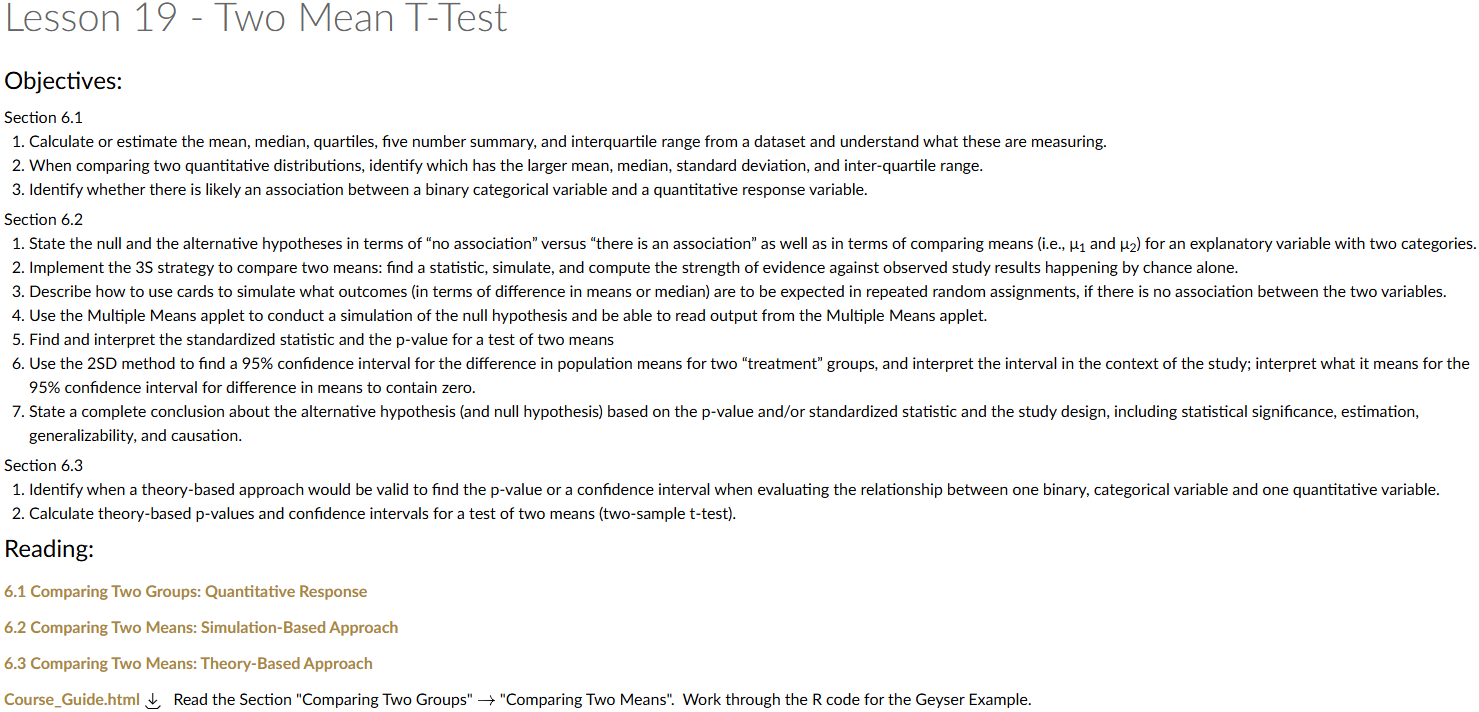 Lesson 19 - Two Mean T-Test
Objectives:
Section 6.1
1. Calculate or estimate the mean, median, quartiles, five number summary, and interquartile range from a dataset and understand what these are measuring.
2. When comparing two quantitative distributions, identify which has the larger mean, median, standard deviation, and inter-quartile range.
3. Identify whether there is likely an association between a binary categorical variable and a quantitative response variable.
Section 6.2
1. State the null and the alternative hypotheses in terms of “no association” versus “there is an association” as well as in terms of comparing means (i.e., μ₁ and μ₂) for an explanatory variable with two categories.
2. Implement the 3S strategy to compare two means: find a statistic, simulate, and compute the strength of evidence against observed study results happening by chance alone.
3. Describe how to use cards to simulate what outcomes (in terms of difference in means or median) are to be expected in repeated random assignments, if there is no association between the two variables.
4. Use the Multiple Means applet to conduct a simulation of the null hypothesis and be able to read output from the Multiple Means applet.
5. Find and interpret the standardized statistic and the p-value for a test of two means
6. Use the 2SD method to find a 95% confidence interval for the difference in population means for two “treatment” groups, and interpret the interval in the context of the study; interpret what it means for the
95% confidence interval for difference in means to contain zero.
7. State a complete conclusion about the alternative hypothesis (and null hypothesis) based on the p-value and/or standardized statistic and the study design, including statistical significance, estimation,
generalizability, and causation.
Section 6.3
1. Identify when a theory-based approach would be valid to find the p-value or a confidence interval when evaluating the relationship between one binary, categorical variable and one quantitative variable.
2. Calculate theory-based p-values and confidence intervals for a test of two means (two-sample t-test).
Reading:
6.1 Comparing Two Groups: Quantitative Response
6.2 Comparing Two Means: Simulation-Based Approach
6.3 Comparing Two Means: Theory-Based Approach
Course_Guide.html ↓ Read the Section "Comparing Two Groups" → "Comparing Two Means". Work through the R code for the Geyser Example.